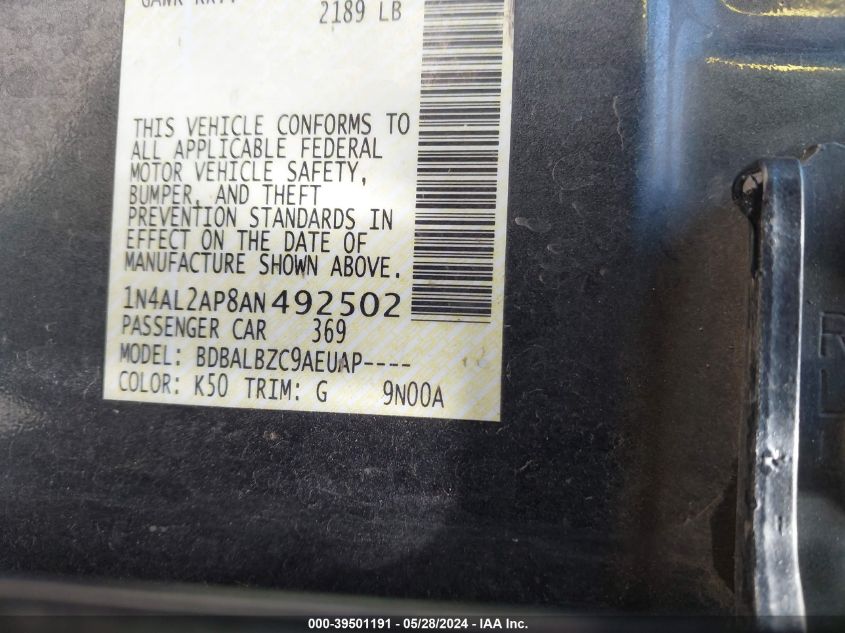 2189 LB
THIS VEHICLE CONFORMS TO
ALL APPLICABLE FEDERAL
MOTOR VEHICLE SAFETY,
BUMPER, AND THEFT
PREVENTION STANDARDS IN
EFFECT ON THE DATE OF
MANUFACTURE SHOWN ABOVE.
1N4AL2AP8AN492502
PASSENGER CAR 369
MODEL: BDBALBZC9AEUAP----
COLOR: K50 TRIM: G 9N00A
000-39501191 - 05/28/2024 - IAA Inc.